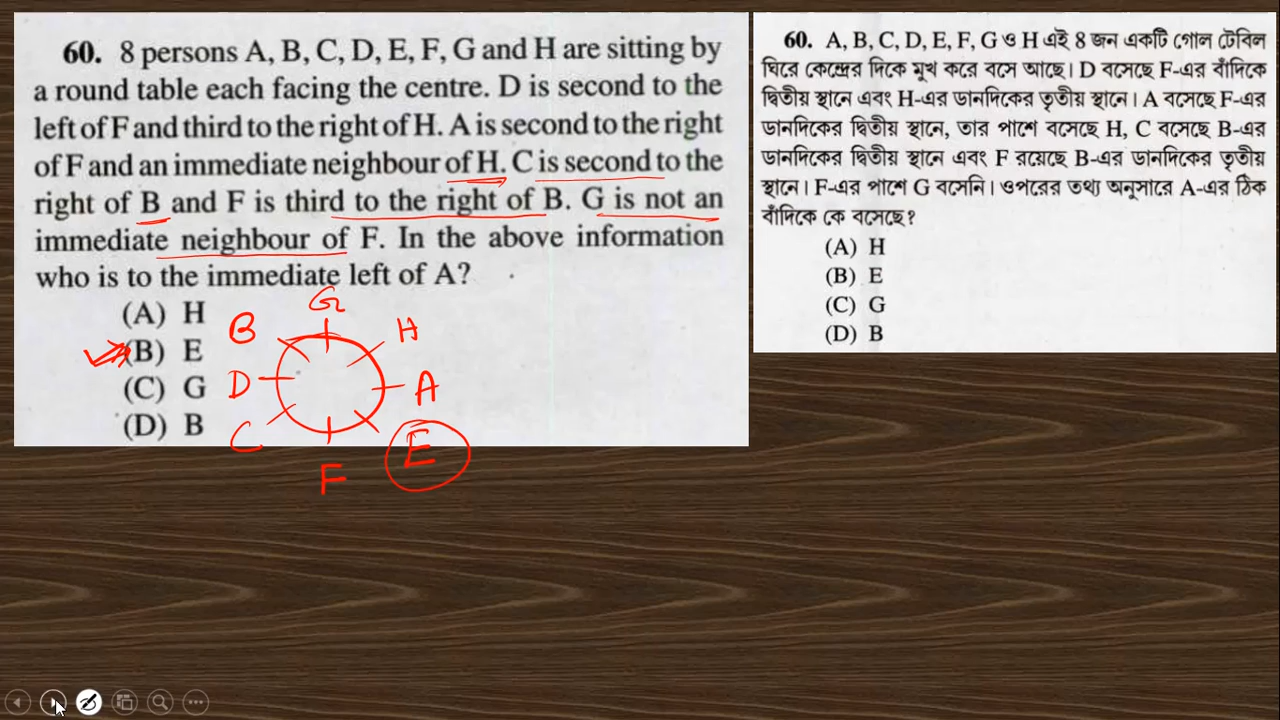 60. 8 persons A, B, C, D, E, F, G and H are sitting by
a round table each facing the centre. D is second to the
left of F and third to the right of H. A is second to the right
of F and an immediate neighbour of H. C is second to the
right of B and F is third to the right of B. G is not an
immediate neighbour of F. In the above information
who is to the immediate left of A?
(A) H
(B) E
(C) G
(D) B
G
B
H
D
A
C
E
F
60. A, B, C, D, E, F, G ও H এই 8 জন একটি গোল টেবিল
ঘিরে কেন্দ্রের দিকে মুখ করে বসে আছে। D বসেছে F-এর বাঁদিকে
দ্বিতীয় স্থানে এবং H-এর ডানদিকের তৃতীয় স্থানে। A বসেছে F-এর
ডানদিকের দ্বিতীয় স্থানে, তার পাশে বসেছে H, C বসেছে B-এর
ডানদিকের দ্বিতীয় স্থানে এবং F রয়েছে B-এর ডানদিকের তৃতীয়
স্থানে। F-এর পাশে G বসেনি। ওপরের তথ্য অনুসারে A-এর ঠিক
বাঁদিকে কে বসেছে?
(A) H
(B) E
(C) G
(D) B